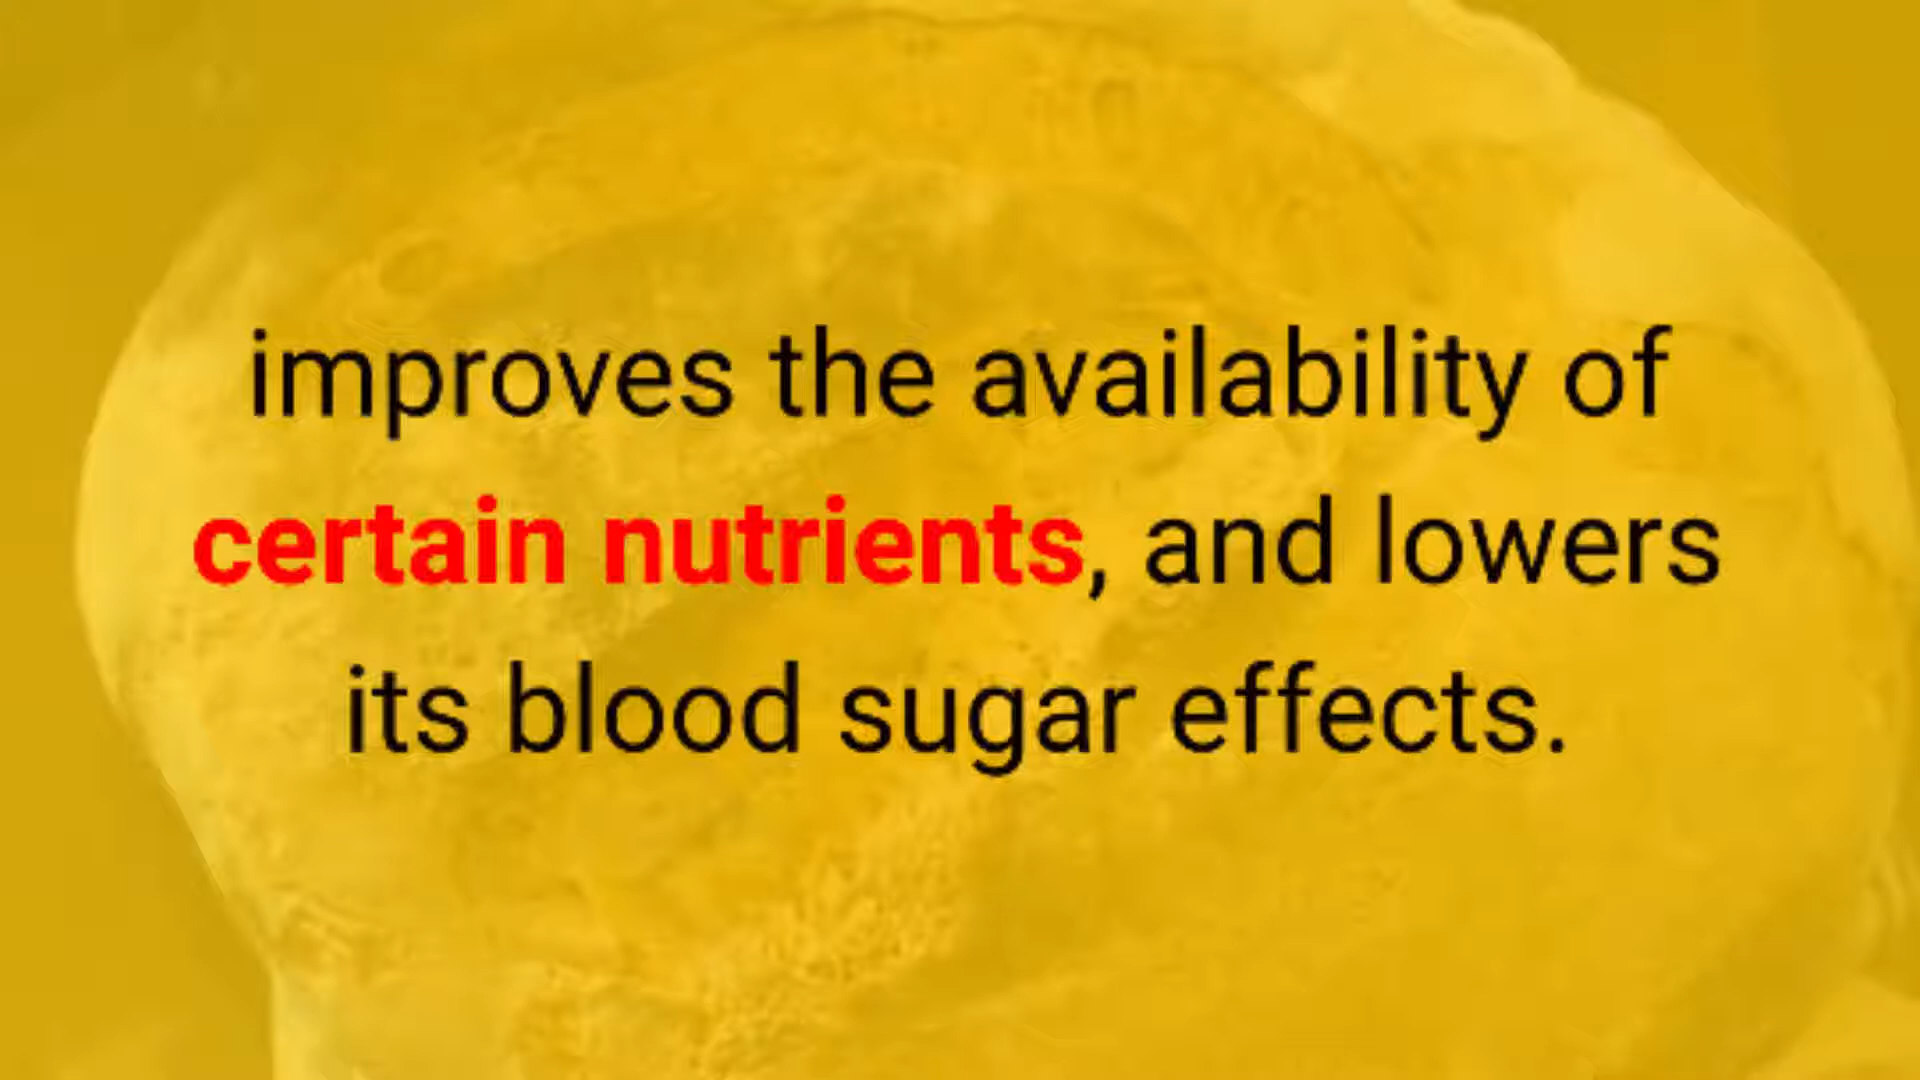 improves the availability of
certain nutrients, and lowers
its blood sugar effects.